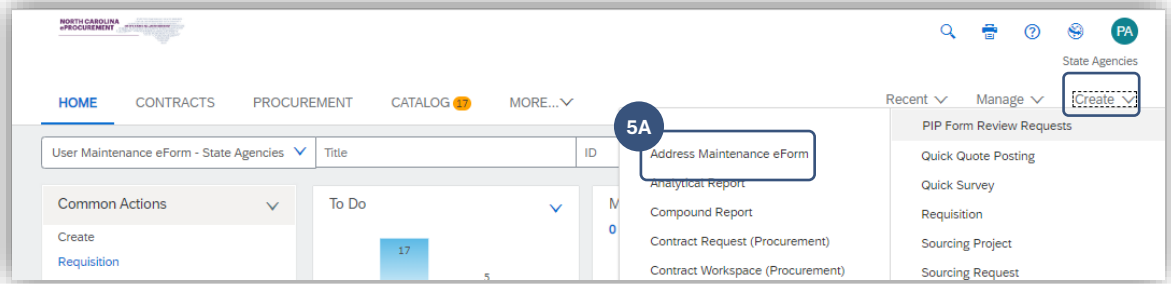 NORTH CAROLINA
ePROCUREMENT
PA
State Agencies
HOME CONTRACTS PROCUREMENT CATALOG 17 MORE...
Recent Manage Create
5A
User Maintenance eForm - State Agencies Title ID
Address Maintenance eForm
Analytical Report
Compound Report
Contract Request (Procurement)
Contract Workspace (Procurement)
PIP Form Review Requests
Quick Quote Posting
Quick Survey
Requisition
Sourcing Project
Sourcing Request
Common Actions
Create
Requisition
To Do
17
5
M
0